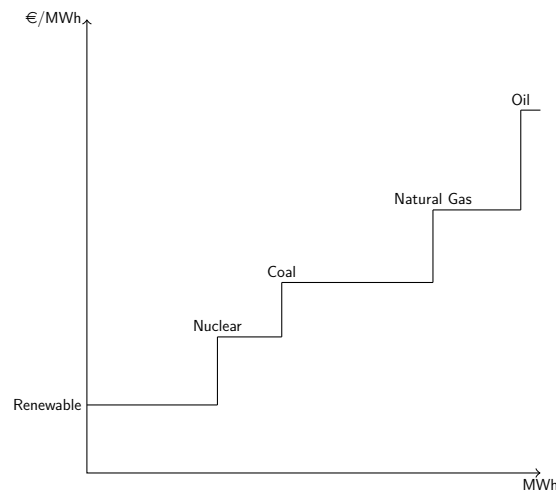 €/MWh
Oil
Natural Gas
Coal
Nuclear
Renewable
MWh